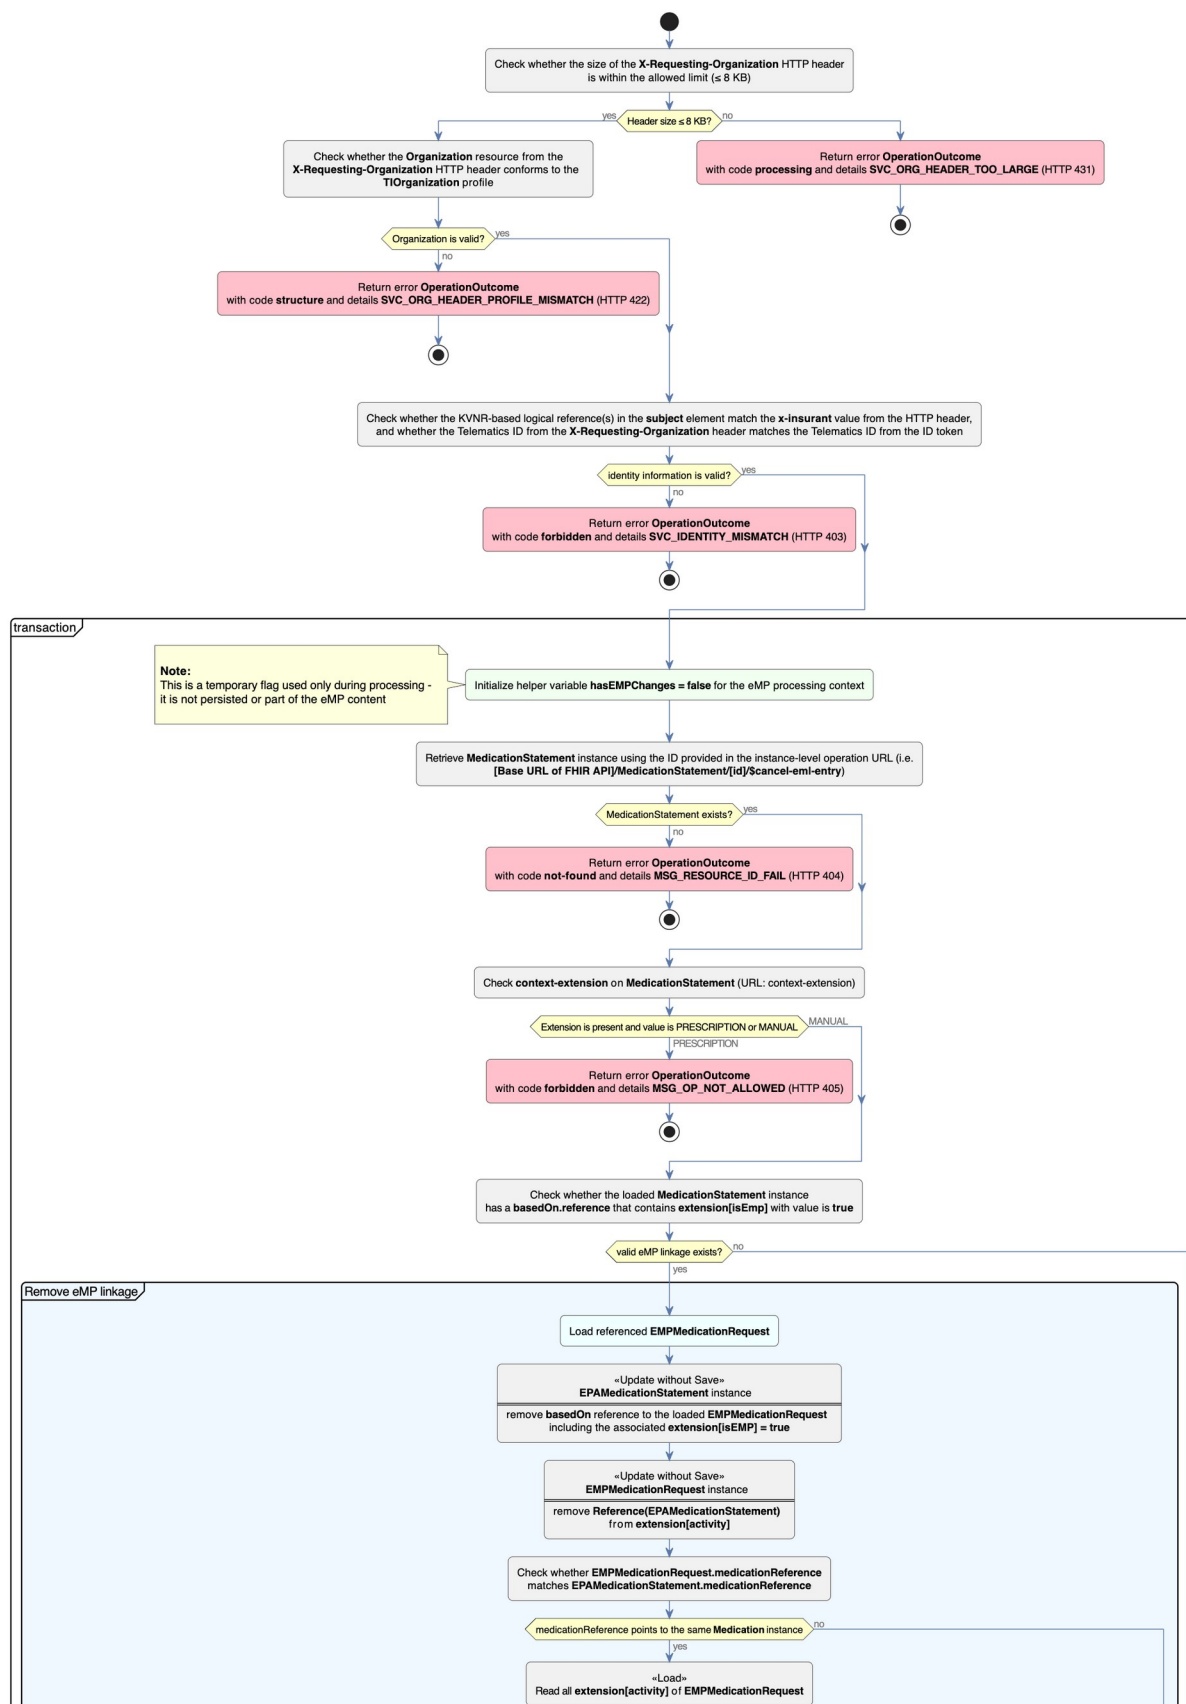 Check whether the size of the X-Requesting-Organization HTTP header
is within the allowed limit (≤ 8 KB)
yes
Header size ≤ 8 KB?
no
Check whether the Organization resource from the
X-Requesting-Organization HTTP header conforms to the
TIOrganization profile
Return error OperationOutcome
with code processing and details SVC_ORG_HEADER_TOO_LARGE (HTTP 431)
Organization is valid?
yes
no
Return error OperationOutcome
with code structure and details SVC_ORG_HEADER_PROFILE_MISMATCH (HTTP 422)
Check whether the KVNR-based logical reference(s) in the subject element match the x-insurant value from the HTTP header,
and whether the Telematics ID from the X-Requesting-Organization header matches the Telematics ID from the ID token
identity information is valid?
yes
no
Return error OperationOutcome
with code forbidden and details SVC_IDENTITY_MISMATCH (HTTP 403)
transaction
Note:
This is a temporary flag used only during processing -
it is not persisted or part of the eMP content
Initialize helper variable hasEMPChanges = false for the eMP processing context
Retrieve MedicationStatement instance using the ID provided in the instance-level operation URL (i.e.
[Base URL of FHIR API]/MedicationStatement/[id]/$cancel-eml-entry)
MedicationStatement exists?
yes
no
Return error OperationOutcome
with code not-found and details MSG_RESOURCE_ID_FAIL (HTTP 404)
Check context-extension on MedicationStatement (URL: context-extension)
Extension is present and value is PRESCRIPTION or MANUAL
MANUAL
PRESCRIPTION
Return error OperationOutcome
with code forbidden and details MSG_OP_NOT_ALLOWED (HTTP 405)
Check whether the loaded MedicationStatement instance
has a basedOn.reference that contains extension[isEmp] with value is true
valid eMP linkage exists?
no
yes
Remove eMP linkage
Load referenced EMPMedicationRequest
«Update without Save»
EPAMedicationStatement instance
remove basedOn reference to the loaded EMPMedicationRequest
including the associated extension[isEMP] = true
«Update without Save»
EMPMedicationRequest instance
remove Reference(EPAMedicationStatement)
from extension[activity]
Check whether EMPMedicationRequest.medicationReference
matches EPAMedicationStatement.medicationReference
medicationReference points to the same Medication instance
no
yes
«Load»
Read all extension[activity] of EMPMedicationRequest